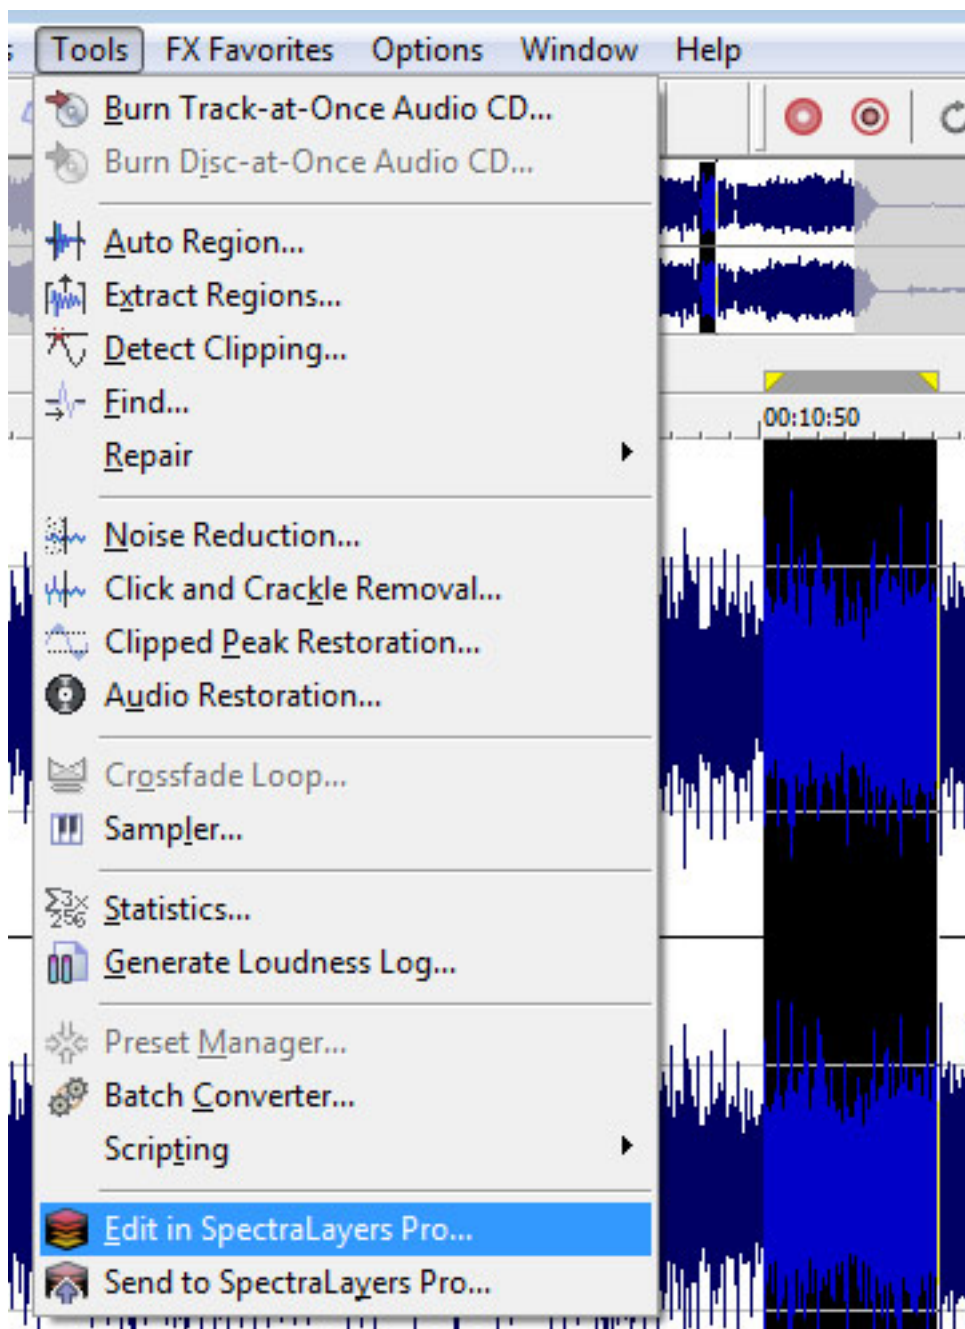 s Tools FX Favorites Options Window Help
Burn Track-at-Once Audio CD...
Burn Disc-at-Once Audio CD...
Auto Region...
Extract Regions...
Detect Clipping...
Find...
00:10:50
Repair
Noise Reduction...
Click and Crackle Removal...
Clipped Peak Restoration...
Audio Restoration...
Crossfade Loop...
Sampler...
Σ3×
256
Statistics...
Generate Loudness Log...
Preset Manager...
Batch Converter...
Scripting
Edit in SpectraLayers Pro...
Send to SpectraLayers Pro...